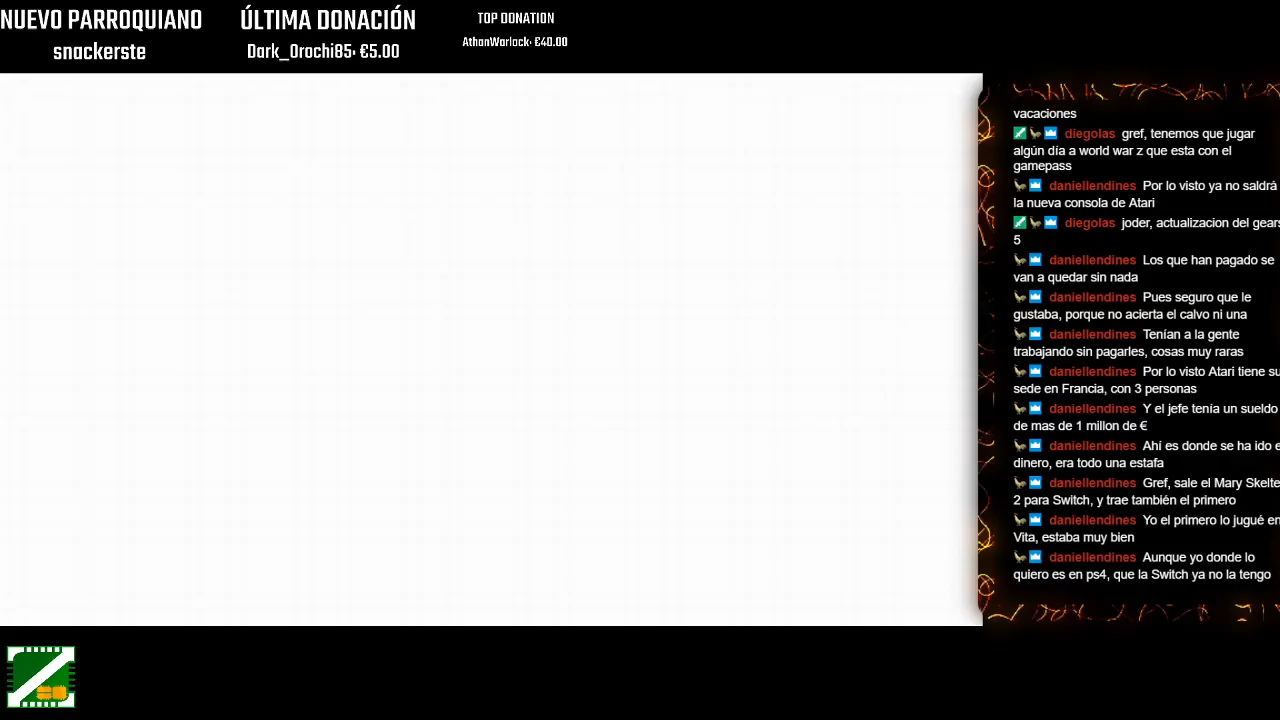 NUEVO PARROQUIANO
snackerste
ÚLTIMA DONACIÓN
Dark_Orochi85· €5.00
TOP DONATION
AthanWarlock· €40.00
vacaciones
diegolas gref, tenemos que jugar
algún día a world war z que esta con el
gamepass
daniellendines Por lo visto ya no saldrá
la nueva consola de Atari
diegolas joder, actualizacion del gears
5
daniellendines Los que han pagado se
van a quedar sin nada
daniellendines Pues seguro que le
gustaba, porque no acierta el calvo ni una
daniellendines Tenían a la gente
trabajando sin pagarles, cosas muy raras
daniellendines Por lo visto Atari tiene su
sede en Francia, con 3 personas
daniellendines Y el jefe tenía un sueldo
de mas de 1 millon de €
daniellendines Ahí es donde se ha ido e
dinero, era todo una estafa
daniellendines Gref, sale el Mary Skelte
2 para Switch, y trae también el primero
daniellendines Yo el primero lo jugué en
Vita, estaba muy bien
daniellendines Aunque yo donde lo
quiero es en ps4, que la Switch ya no la tengo